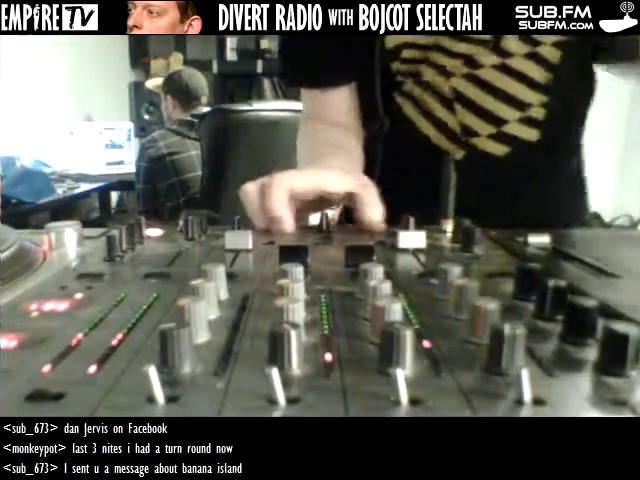 EMPIRE TV
DIVERT RADIO WITH BOJCOT SELECTAH
SUB.FM
SUBFM.COM
<sub_673> dan Jervis on Facebook
<monkeypot> last 3 nites i had a turn round now
<sub_673> I sent u a message about banana island